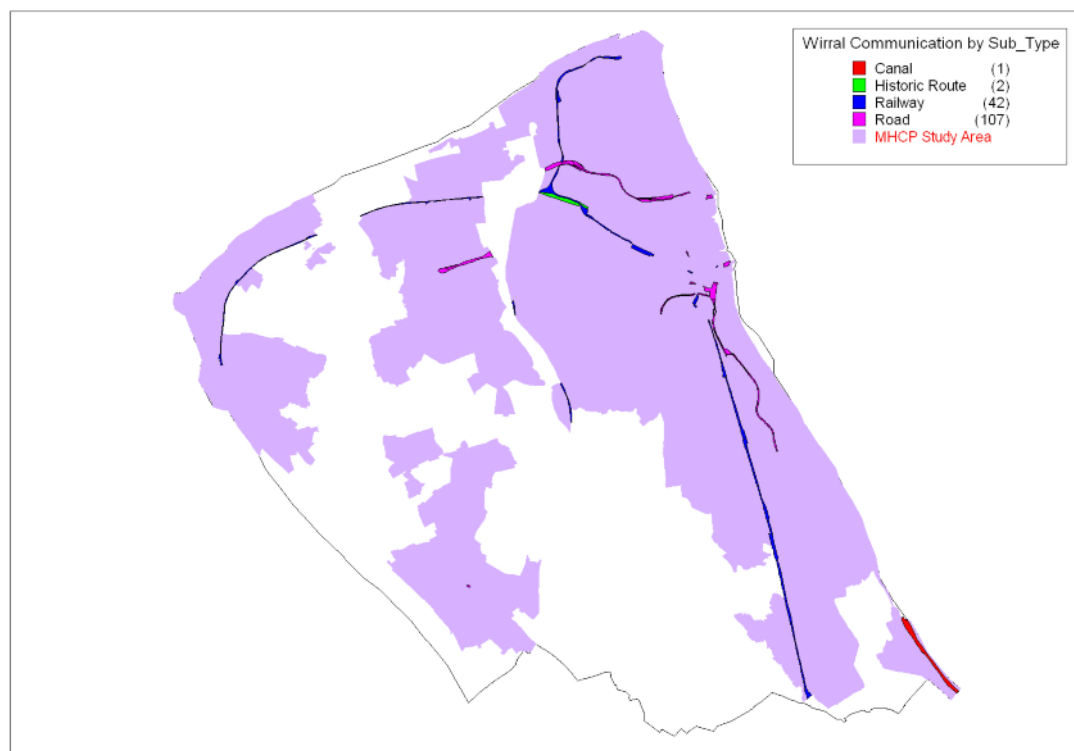 Wirral Communication by Sub_Type
Canal (1)
Historic Route (2)
Railway (42)
Road (107)
MHCP Study Area